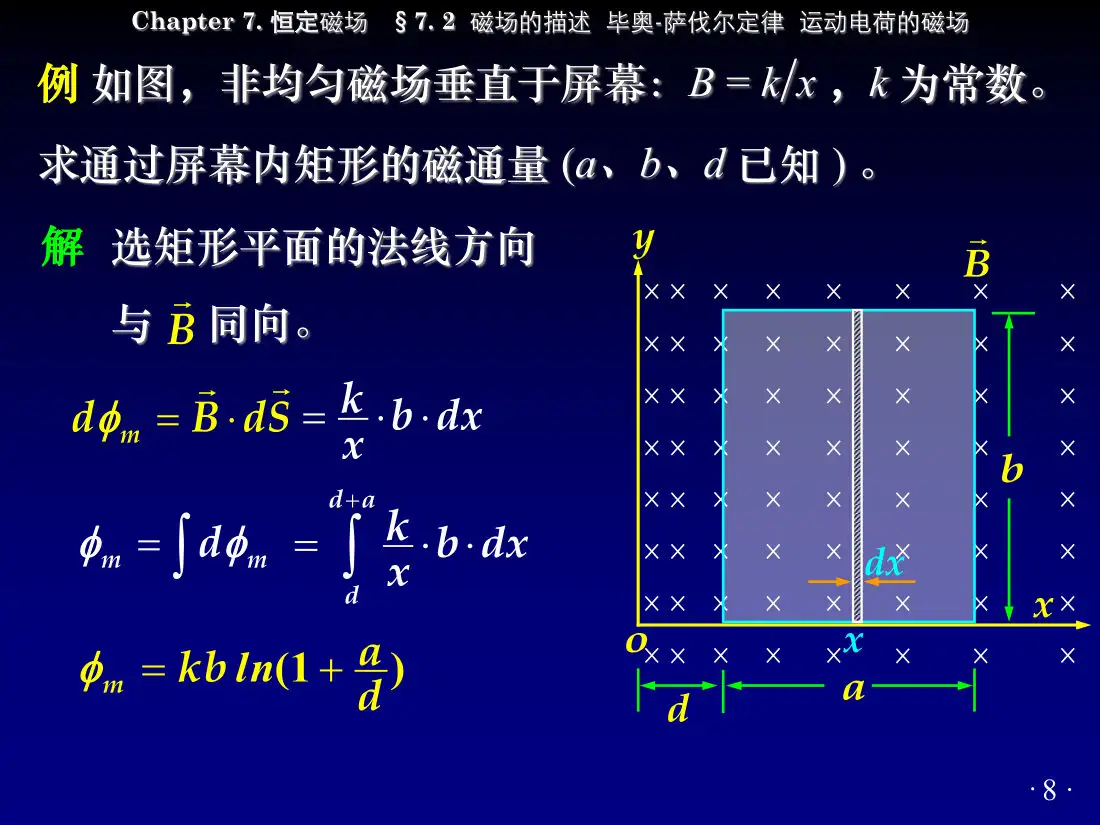 Chapter 7. 恒定磁场 §7. 2 磁场的描述 毕奥-萨伐尔定律 运动电荷的磁场
例 如图，非均匀磁场垂直于屏幕：B = k/x ，k 为常数。
求通过屏幕内矩形的磁通量 (a、b、d 已知 ) 。
解 选矩形平面的法线方向
与 B⃗ 同向。
dϕₘ = B⃗ · dS⃗ = k/x · b · dx
ϕₘ = ∫ dϕₘ = ∫_d^{d+a} k/x · b · dx
ϕₘ = kb ln(1 + a/d)
y
B⃗
b
dx
x
o
x
d
a
· 8 ·